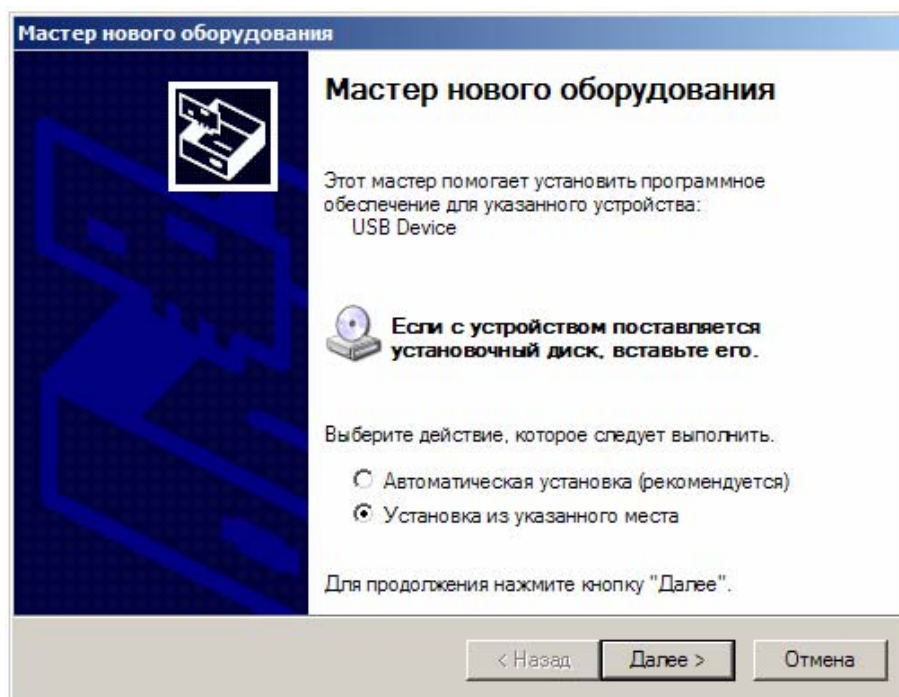 Мастер нового оборудования
Мастер нового оборудования
Этот мастер помогает установить программное
обеспечение для указанного устройства:
USB Device
Если с устройством поставляется
установочный диск, вставьте его.
Выберите действие, которое следует выполнить.
Автоматическая установка (рекомендуется)
Установка из указанного места
Для продолжения нажмите кнопку "Далее".
< Назад
Далее >
Отмена